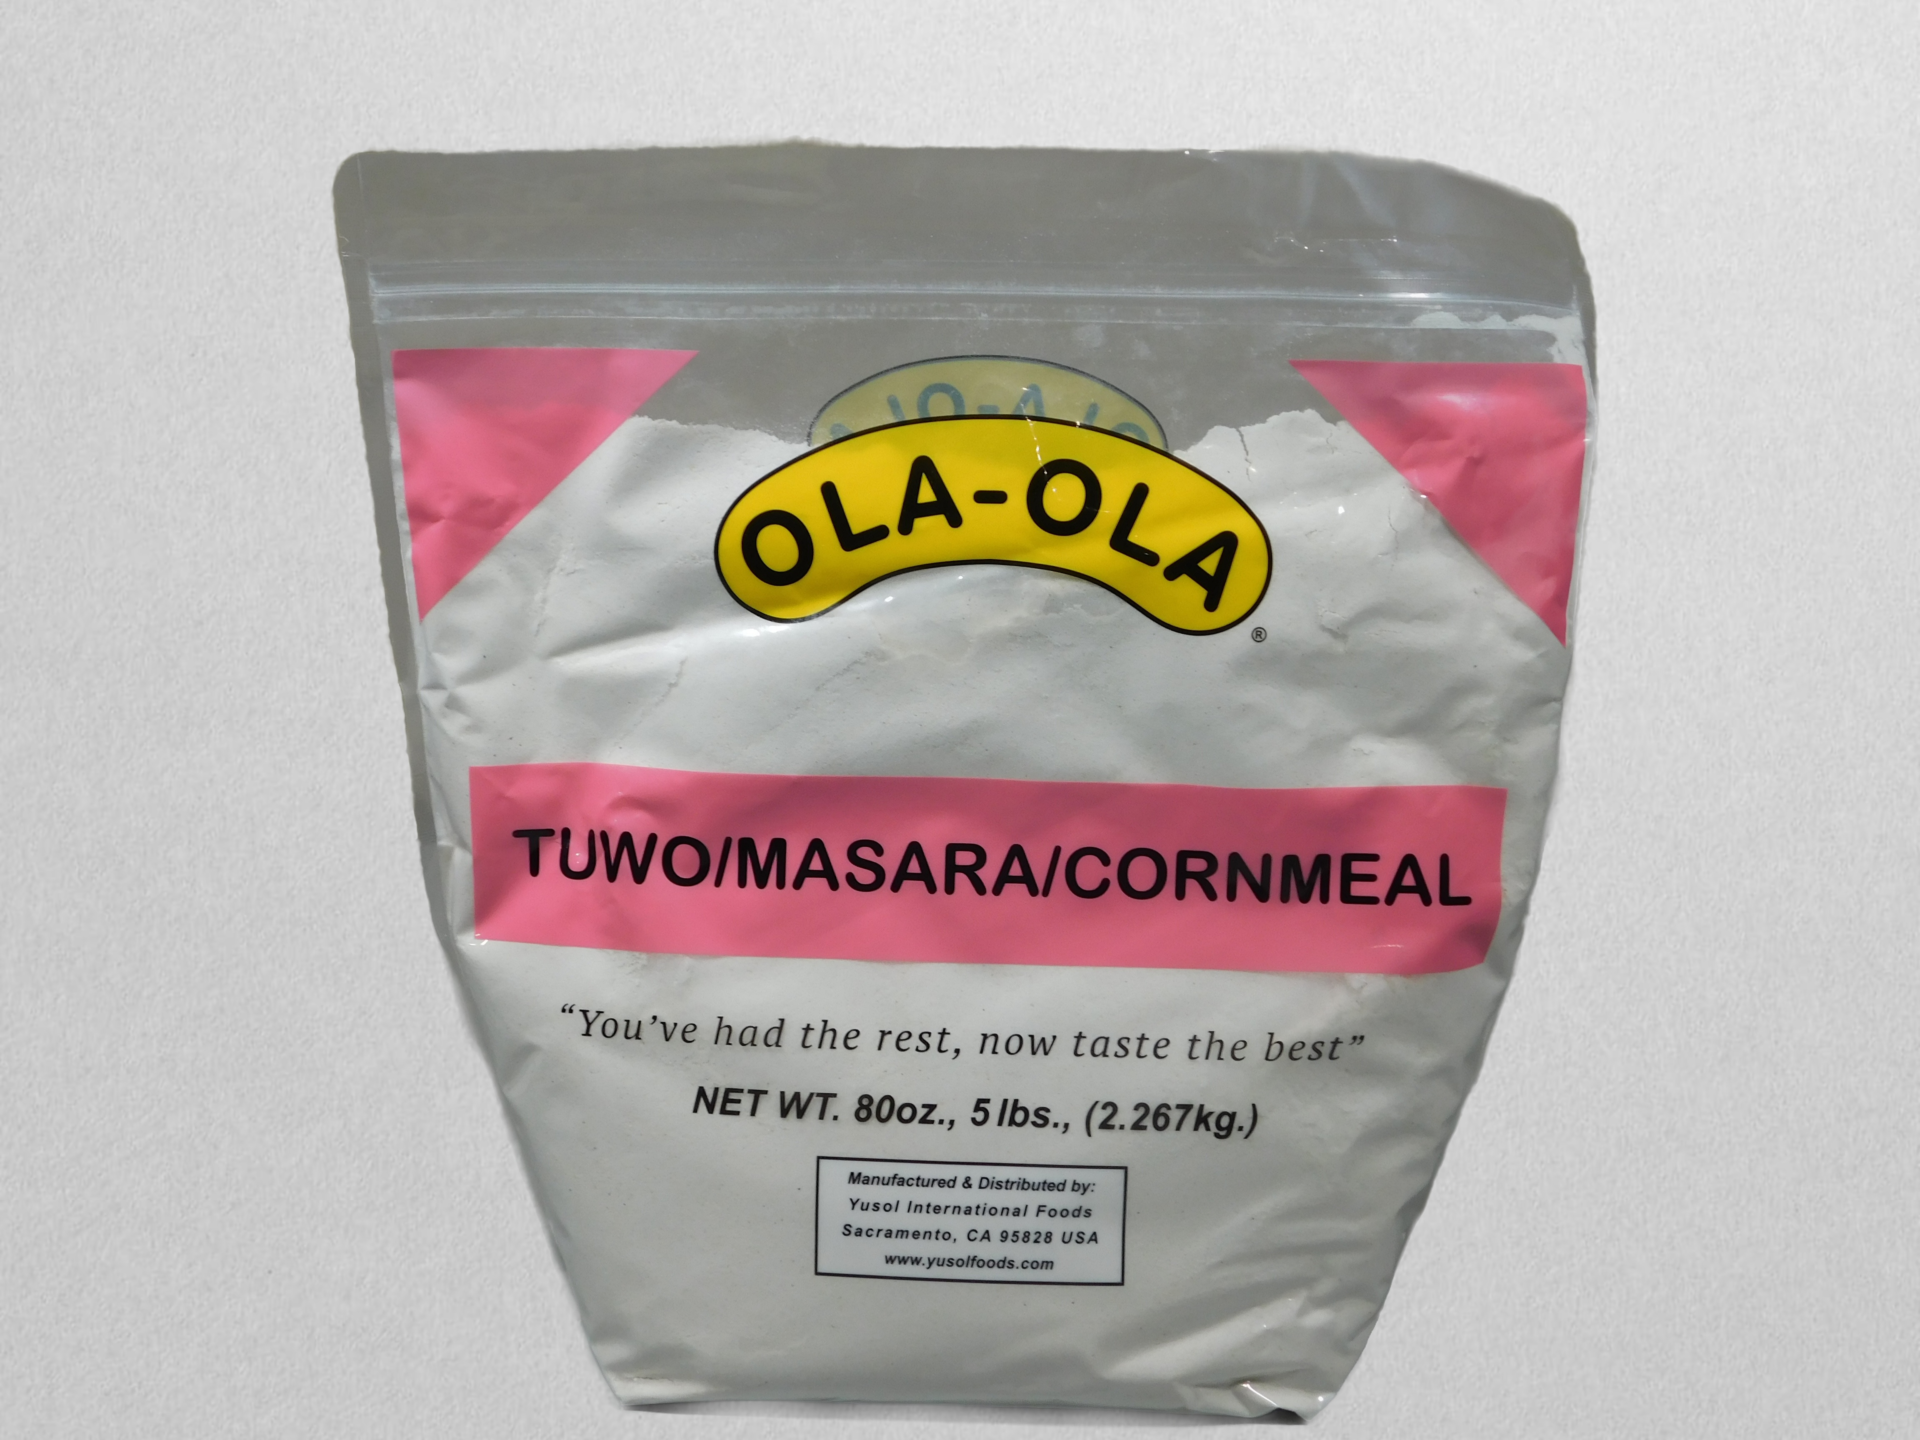 OLA-OLA
®
TUWO/MASARA/CORNMEAL
“You’ve had the rest, now taste the best”
NET WT. 80oz., 5 lbs., (2.267kg.)
Manufactured & Distributed by:
Yusol International Foods
Sacramento, CA 95828 USA
www.yusolfoods.com